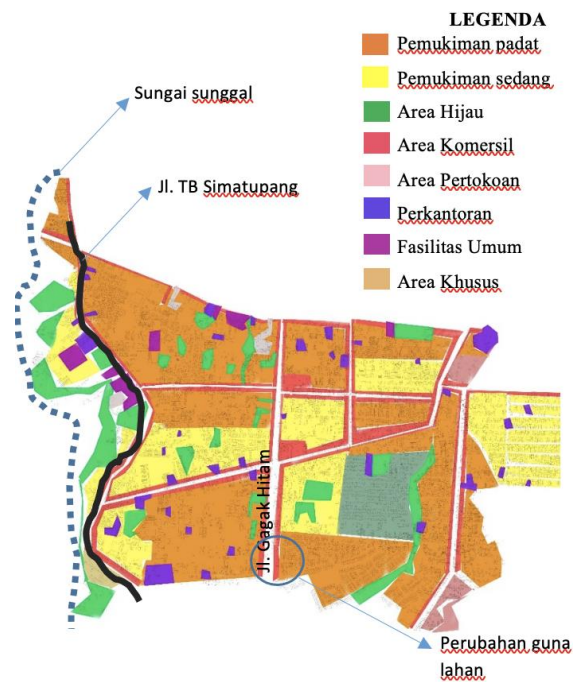 LEGENDA
Pemukiman padat
Pemukiman sedang
Area Hijau
Area Komersil
Area Pertokoan
Perkantoran
Fasilitas Umum
Area Khusus
Sungai sunggal
Jl. TB Simatupang
Jl. Gagak Hitam
Perubahan guna
lahan